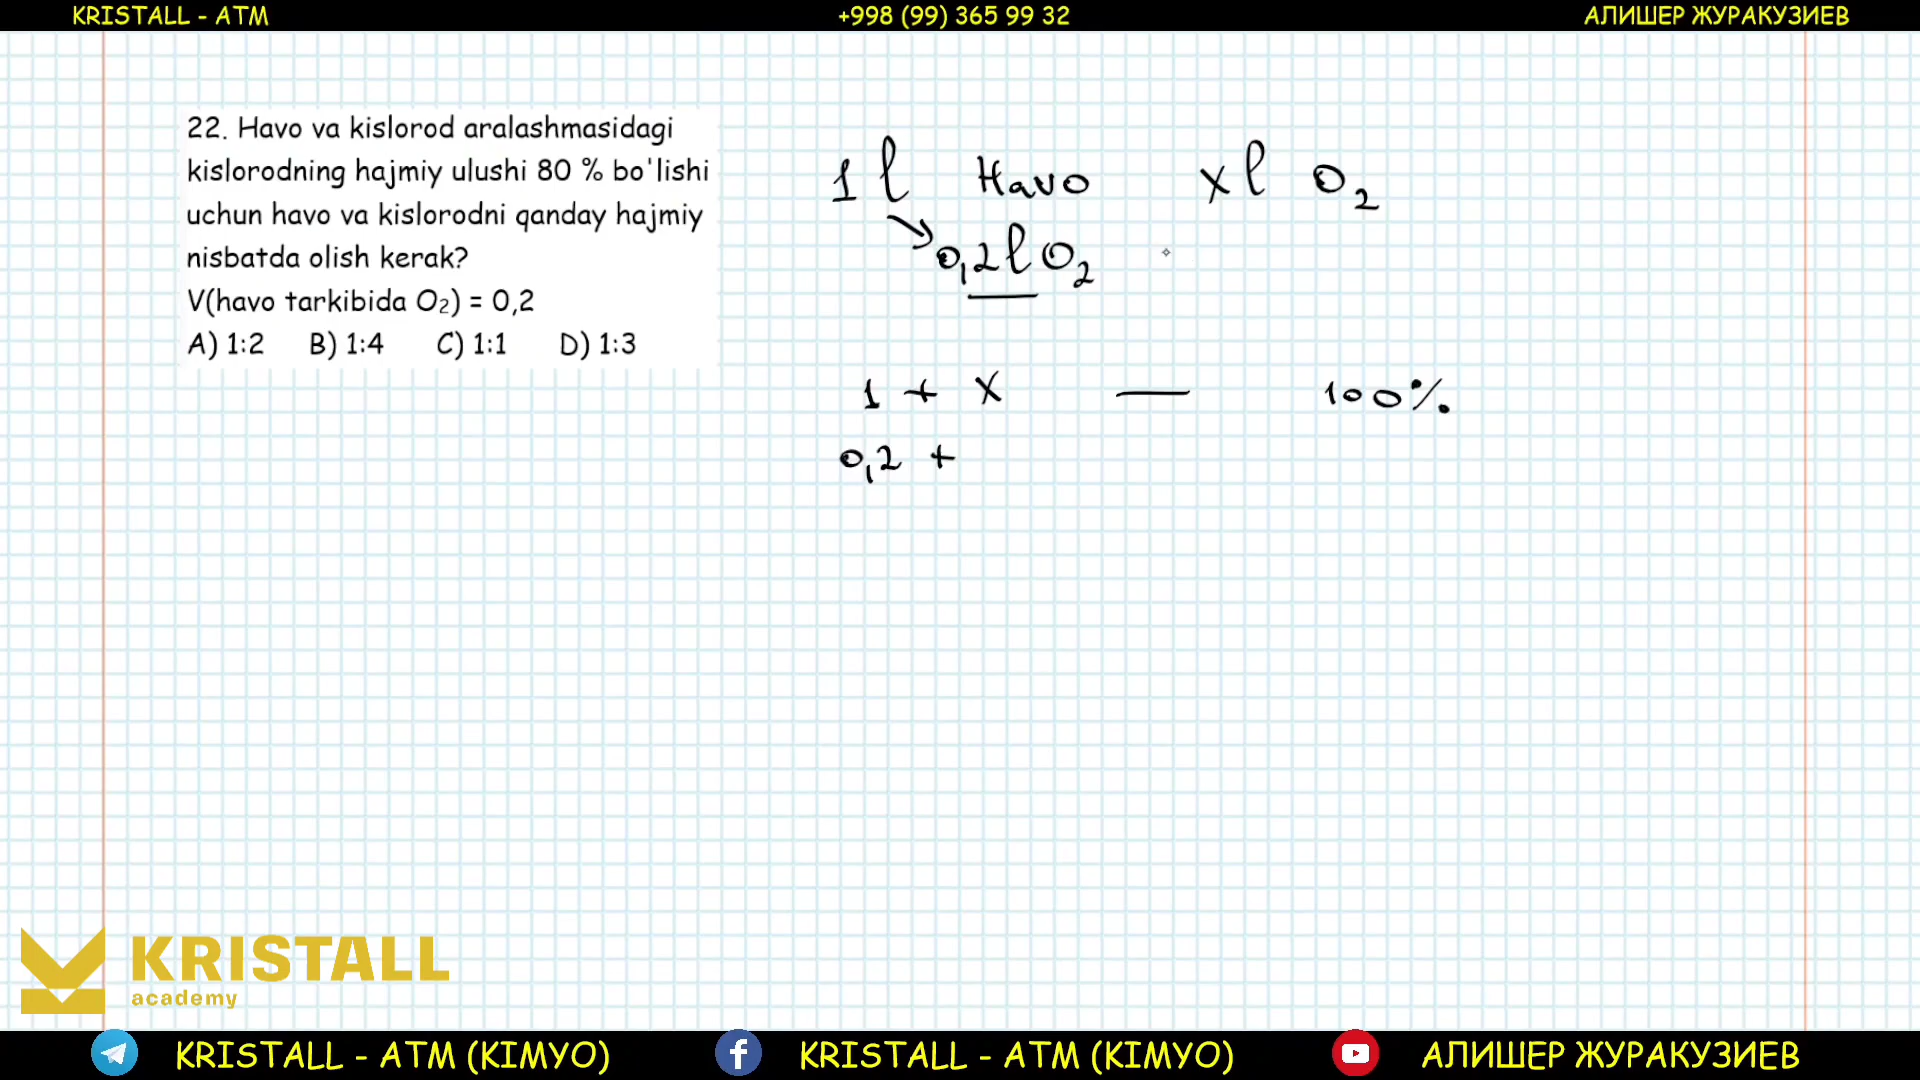 KRISTALL - ATM
+998 (99) 365 99 32
АЛИШЕР ЖУРАКУЗИЕВ
22. Havo va kislorod aralashmasidagi
kislorodning hajmiy ulushi 80 % bo'lishi
uchun havo va kislorodni qanday hajmiy
nisbatda olish kerak?
V(havo tarkibida O₂) = 0,2
A) 1:2 B) 1:4 C) 1:1 D) 1:3
1 l Havo x l O₂
0,2 l O₂
1 + x — 100%
0,2 +
KRISTALL
academy
KRISTALL - ATM (KIMYO)
KRISTALL - ATM (KIMYO)
АЛИШЕР ЖУРАКУЗИЕВ